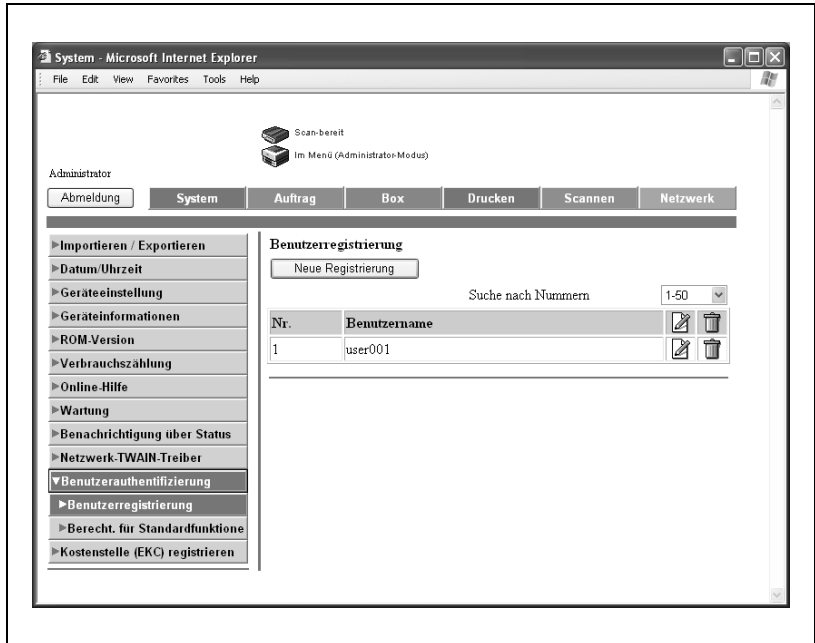 System - Microsoft Internet Explorer
File Edit View Favorites Tools Help
Scan-bereit
Im Menü (Administrator-Modus)
Administrator
Abmeldung System Auftrag Box Drucken Scannen Netzwerk
Importieren / Exportieren
Datum/Uhrzeit
Geräteeinstellung
Geräteinformationen
ROM-Version
Verbrauchszählung
Online-Hilfe
Wartung
Benachrichtigung über Status
Netzwerk-TWAIN-Treiber
Benutzerauthentifizierung
Benutzerregistrierung
Berecht. für Standardfunktione
Kostenstelle (EKC) registrieren
Benutzerregistrierung
Neue Registrierung
Suche nach Nummern 1-50
Nr. Benutzername
1 user001